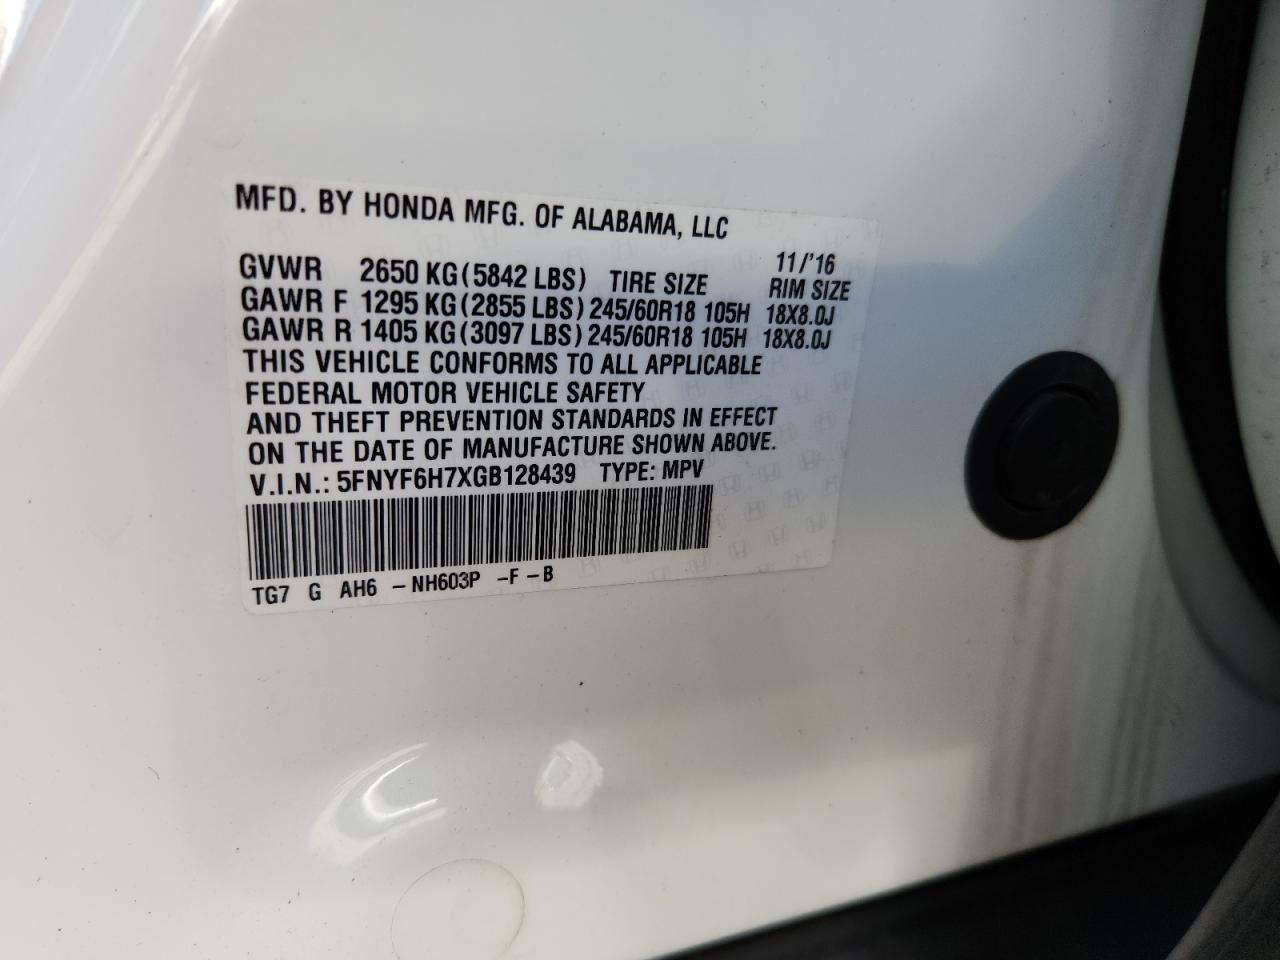 MFD. BY HONDA MFG. OF ALABAMA, LLC
11/'16
GVWR 2650 KG(5842 LBS) TIRE SIZE RIM SIZE
GAWR F 1295 KG(2855 LBS)245/60R18 105H 18X8.0J
GAWR R 1405 KG(3097 LBS)245/60R18 105H 18X8.0J
THIS VEHICLE CONFORMS TO ALL APPLICABLE
FEDERAL MOTOR VEHICLE SAFETY
AND THEFT PREVENTION STANDARDS IN EFFECT
ON THE DATE OF MANUFACTURE SHOWN ABOVE.
V.I.N.: 5FNYF6H7XGB128439 TYPE: MPV
TG7 G AH6 -NH603P -F -B